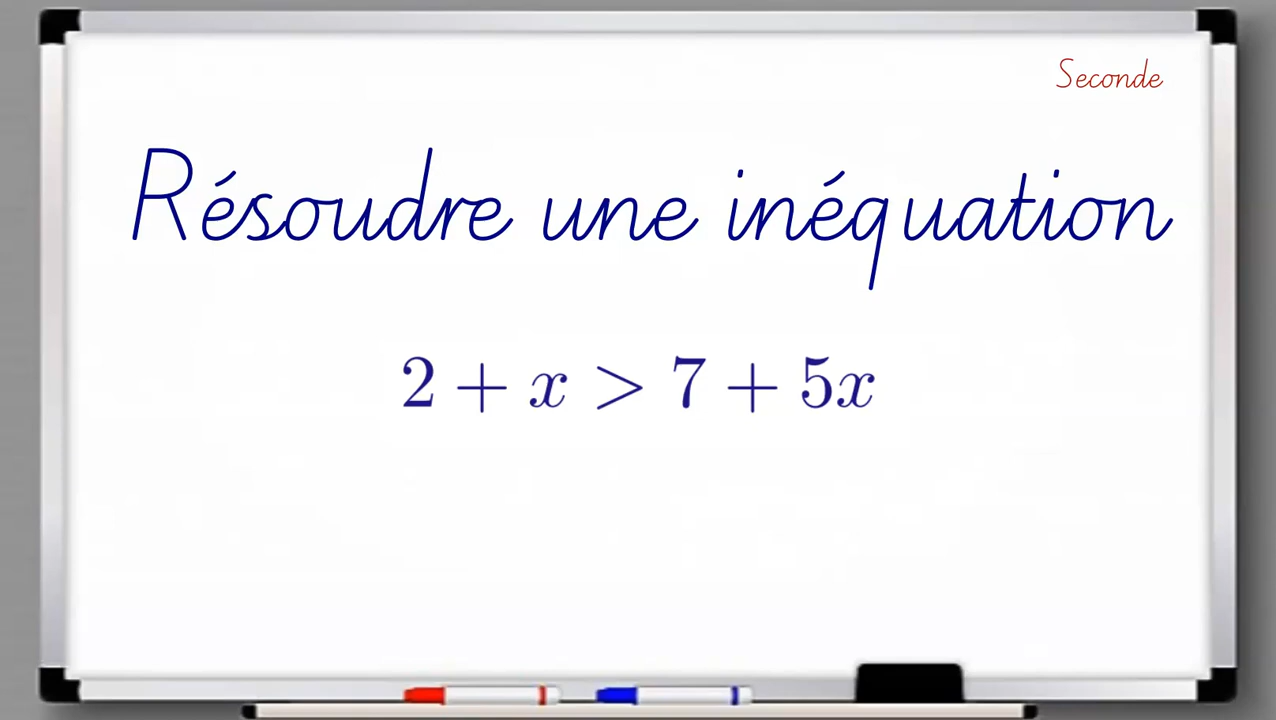 Seconde
Résoudre une inéquation
2 + x > 7 + 5x